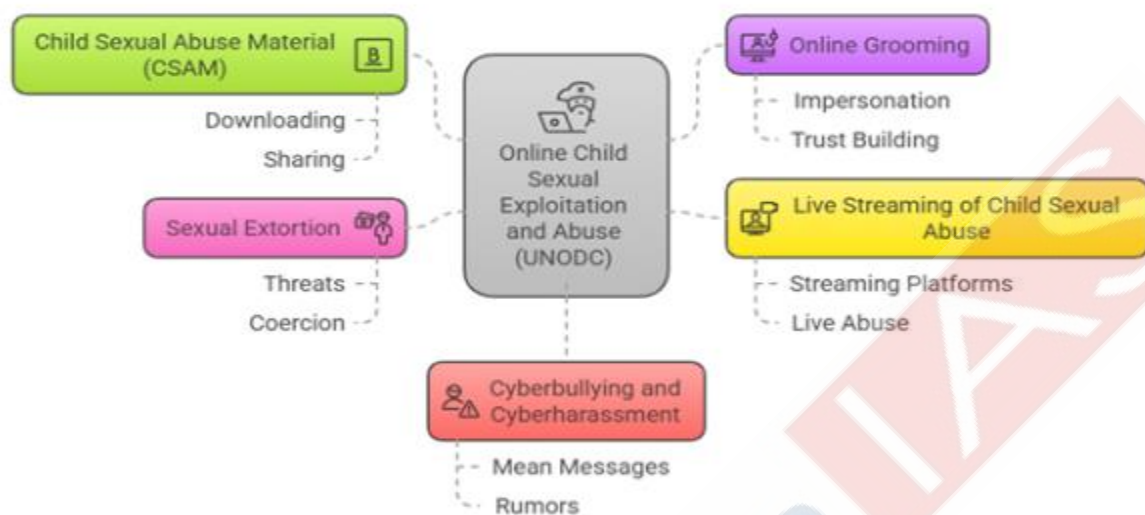 Child Sexual Abuse Material
(CSAM)
Downloading
Sharing
Sexual Extortion
Threats
Coercion
Online Child
Sexual
Exploitation
and Abuse
(UNODC)
Online Grooming
Impersonation
Trust Building
Live Streaming of Child Sexual
Abuse
Streaming Platforms
Live Abuse
Cyberbullying and
Cyberharassment
Mean Messages
Rumors
IAS